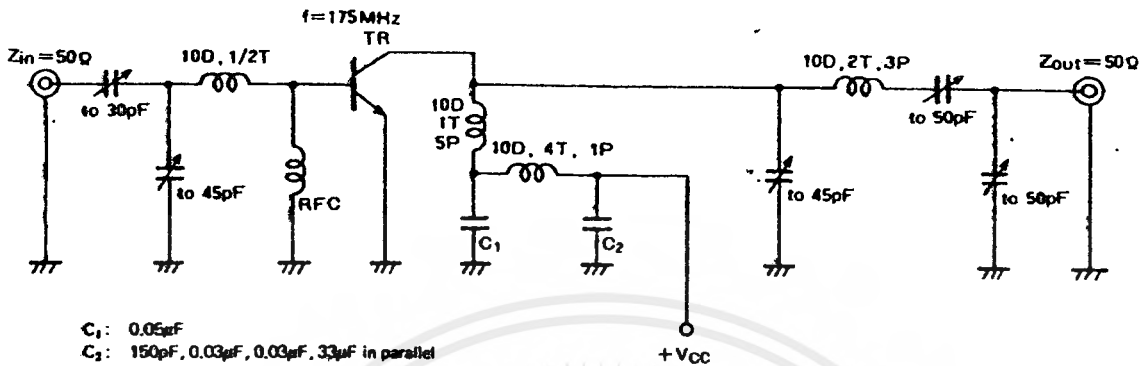 f=175MHz
TR
Zin=50Ω
10D, 1/2T
to 30pF
to 45pF
RFC
10D
1T
5P
10D, 4T, 1P
C₁
C₂
10D, 2T, 3P
Zout=50Ω
to 50pF
to 45pF
to 50pF
+VCC
C₁: 0.05μF
C₂: 150pF, 0.03μF, 0.03μF, 33μF in parallel